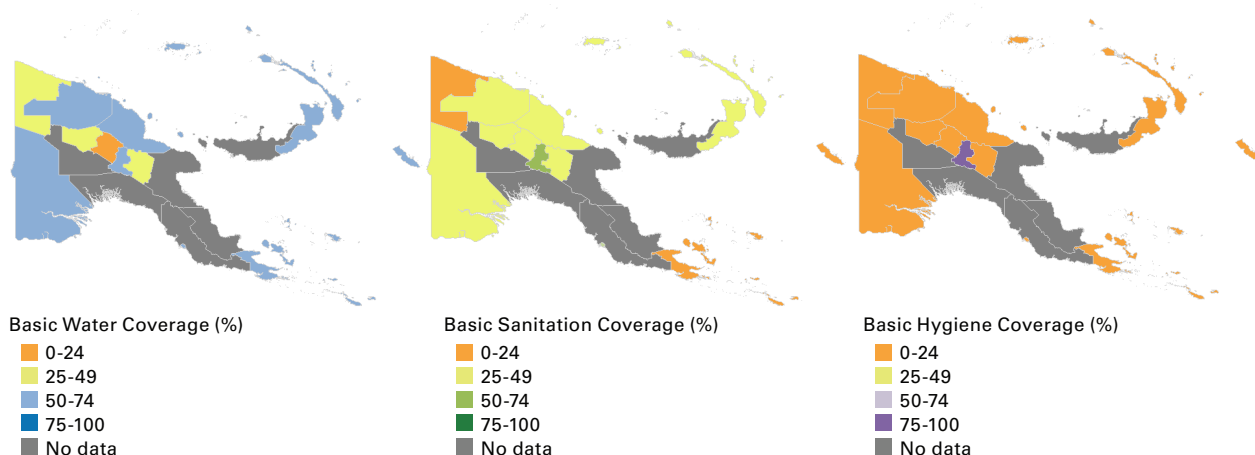 Basic Water Coverage (%)
0-24
25-49
50-74
75-100
No data
Basic Sanitation Coverage (%)
0-24
25-49
50-74
75-100
No data
Basic Hygiene Coverage (%)
0-24
25-49
50-74
75-100
No data